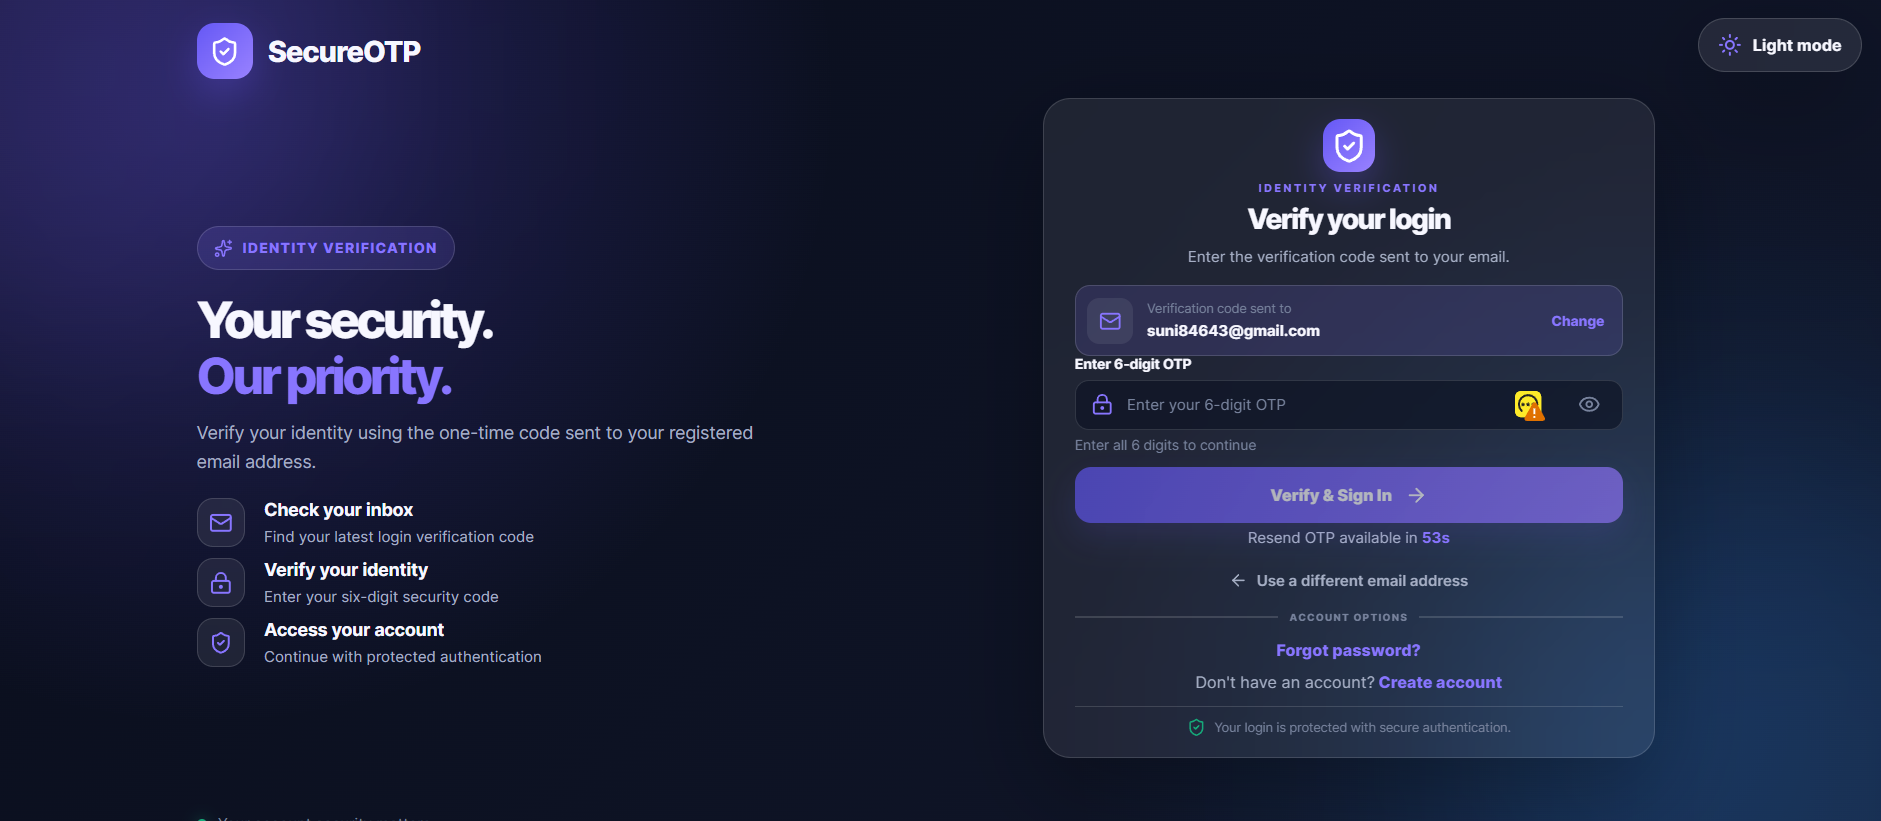 SecureOTP
Light mode
IDENTITY VERIFICATION
Your security.
Our priority.
Verify your identity using the one-time code sent to your registered
email address.
Check your inbox
Find your latest login verification code
Verify your identity
Enter your six-digit security code
Access your account
Continue with protected authentication
IDENTITY VERIFICATION
Verify your login
Enter the verification code sent to your email.
Verification code sent to
suni84643@gmail.com
Change
Enter 6-digit OTP
Enter your 6-digit OTP
Enter all 6 digits to continue
Verify & Sign In
Resend OTP available in 53s
Use a different email address
ACCOUNT OPTIONS
Forgot password?
Don't have an account? Create account
Your login is protected with secure authentication.